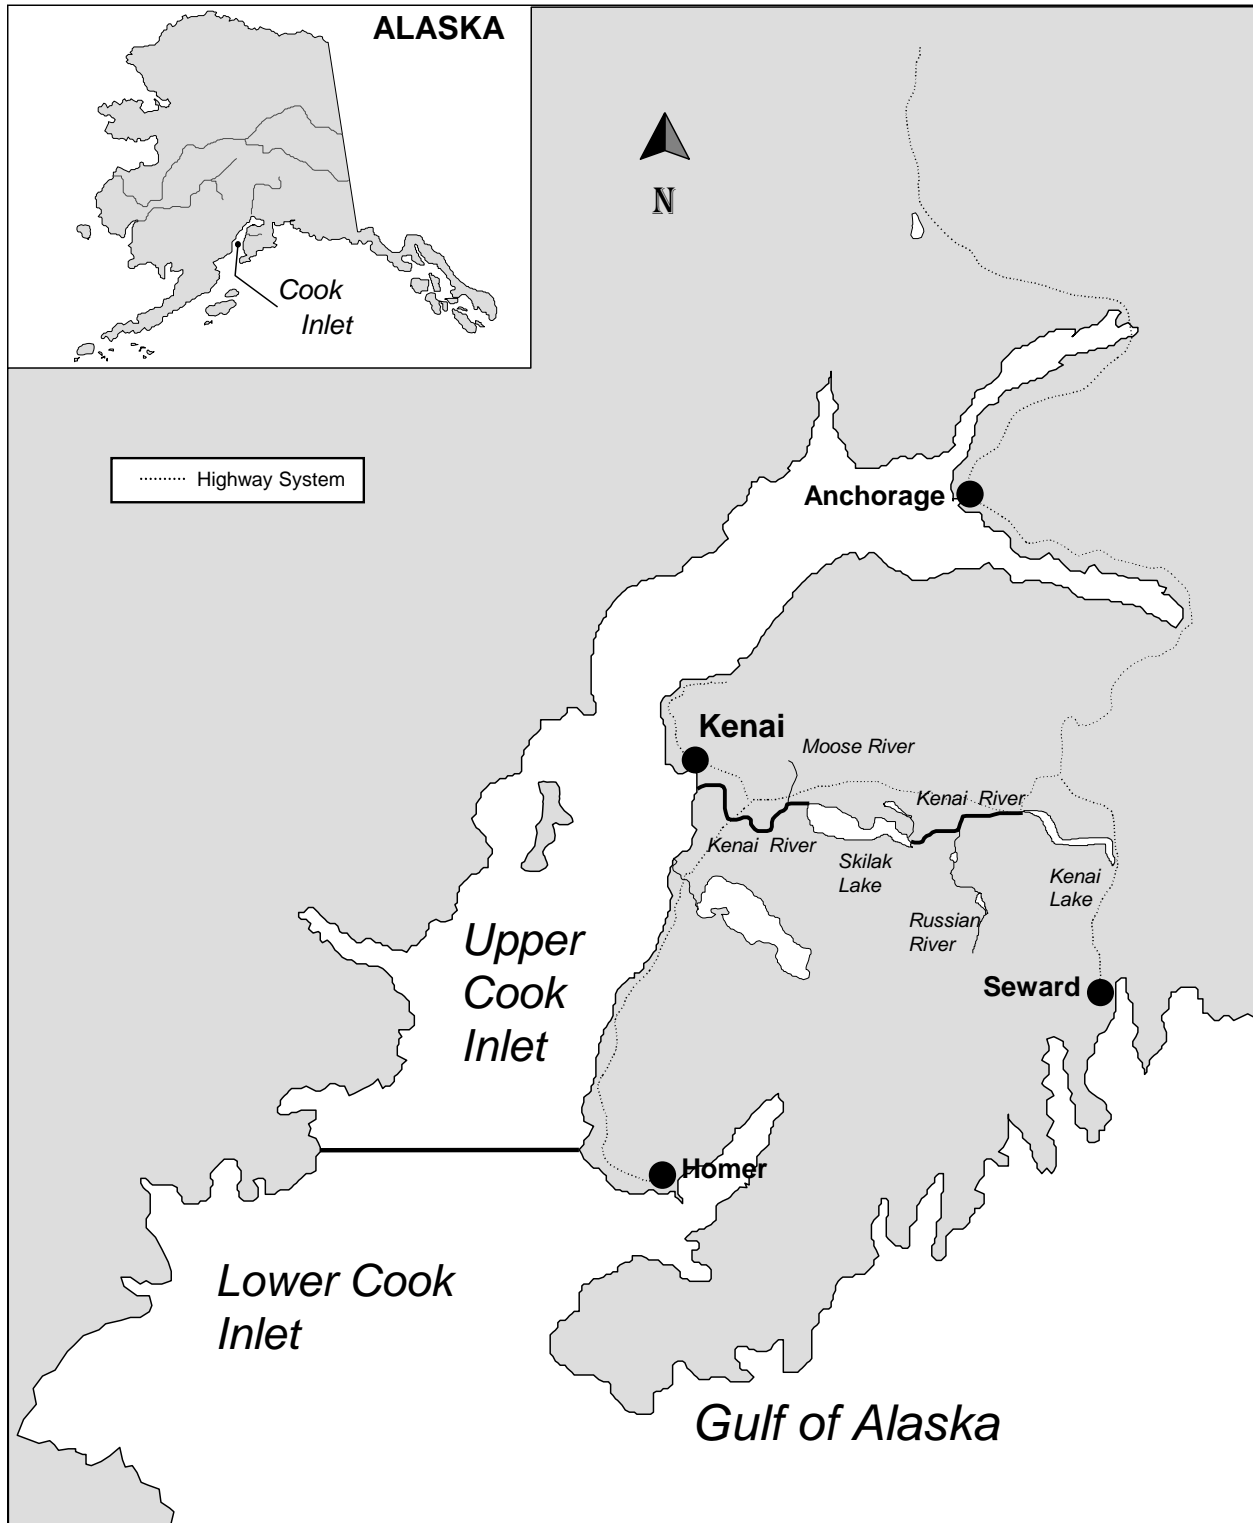 ALASKA
Cook
Inlet
N
Highway System
Anchorage
Kenai
Moose River
Kenai River
Kenai River
Skilak
Lake
Kenai
Lake
Russian
River
Upper
Cook
Inlet
Seward
Homer
Lower Cook
Inlet
Gulf of Alaska